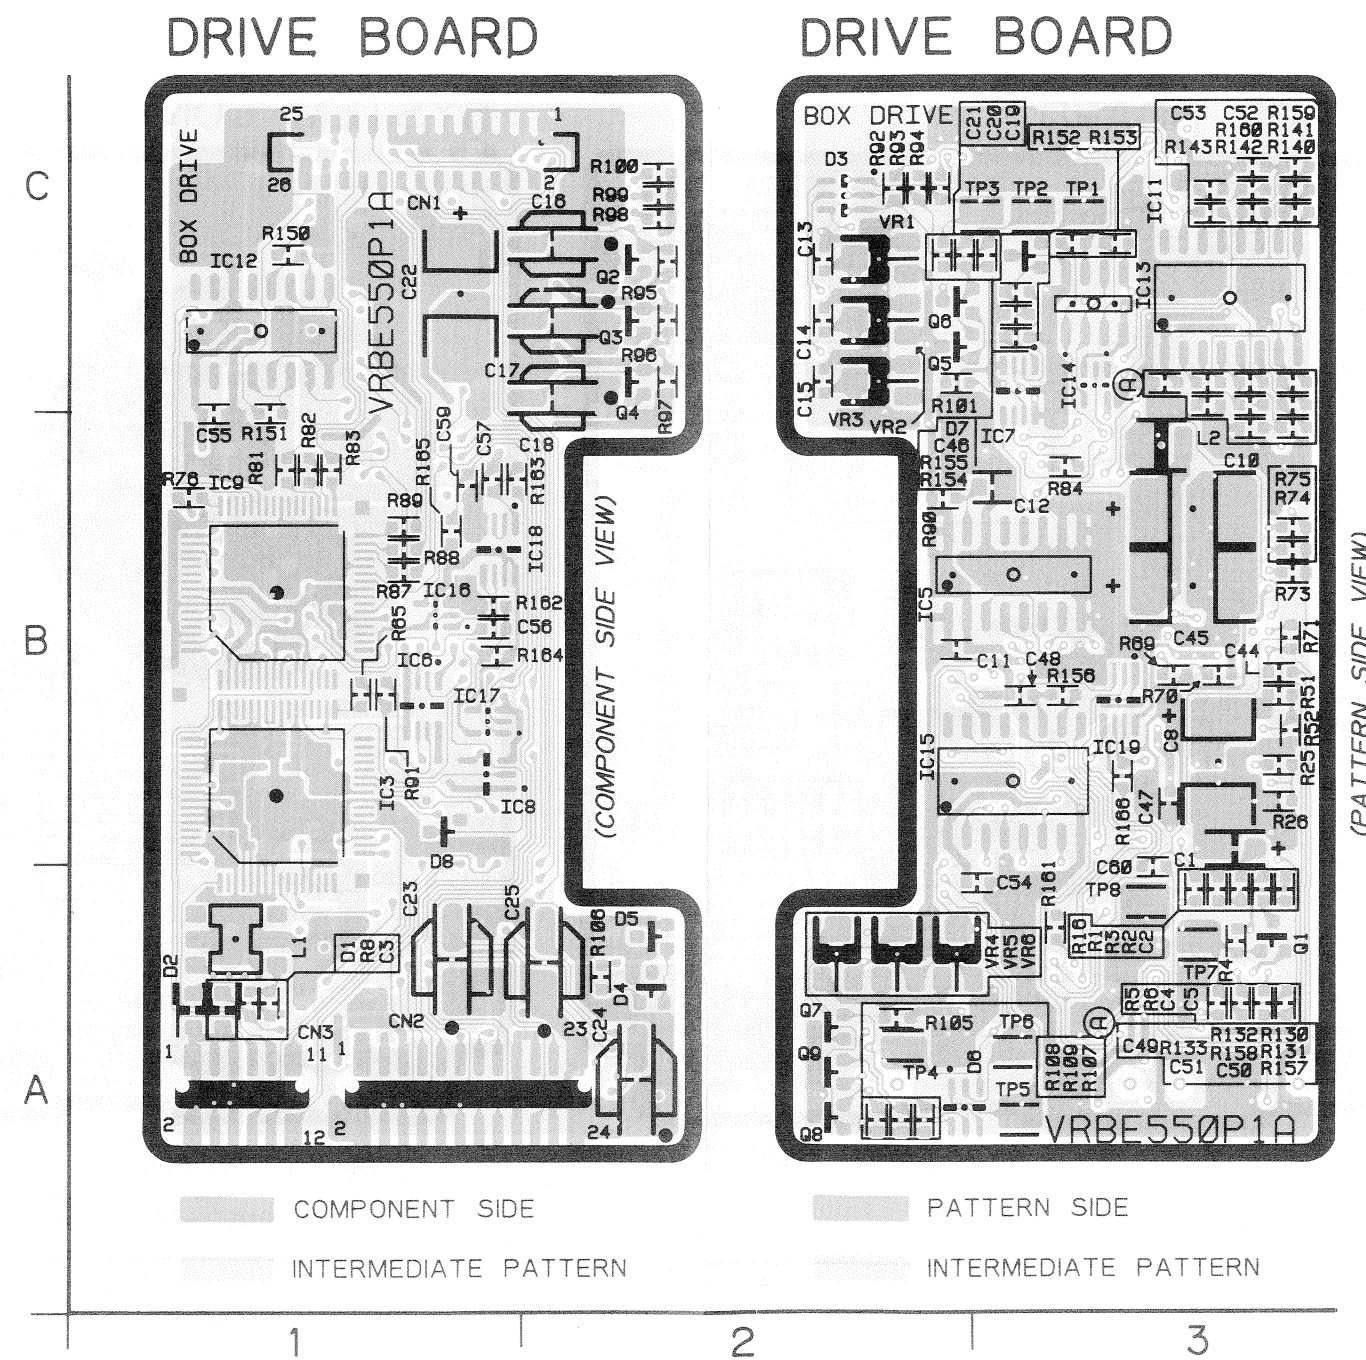 DRIVE BOARD
DRIVE BOARD
C
B
A
25
1
26
2
BOX DRIVE
CN1
VRBE550P1A
R100
R99
R98
C16
R150
IC12
C22
Q2
R95
Q3
R96
C17
Q4
R97
C18
C55
R151
R82
R81
R83
R165
C59
C57
R163
R76
IC9
R89
R88
IC18
R87
IC16
R162
R65
C56
IC6
R164
IC17
IC3
R91
IC8
D8
C23
C25
R106
D5
L1
D1
R8
C3
D2
D4
CN2
23
C24
CN3
1
11
1
2
12
2
24
(COMPONENT SIDE VIEW)
COMPONENT SIDE
INTERMEDIATE PATTERN
BOX DRIVE
C21
C20
C19
R152 R153
C53 C52 R159
R160 R141
R143 R142 R140
D3
R92
R93
R94
TP3
TP2
TP1
IC11
VR1
C13
IC13
Q6
C14
Q5
IC14
A
C15
VR3
VR2
R101
D7
C46
R155
R154
IC7
L2
C10
R75
R74
R84
C12
R90
IC5
R73
R71
C11
C48
R156
R69
C45
C44
R70
R51
C8
R52
IC15
IC19
R25
R166
C47
R26
C1
C60
TP8
C54
R161
VR4
VR5
VR6
R16
R1
R3
R2
C2
Q1
TP7
R4
R5
R6
C4
C5
Q7
R105
TP6
A
Q9
TP4
D6
TP5
R108
R109
R107
C49 R133
R132 R130
R158 R131
C51 C50 R157
Q8
VRBE550P1A
(PATTERN SIDE VIEW)
PATTERN SIDE
INTERMEDIATE PATTERN
1
2
3